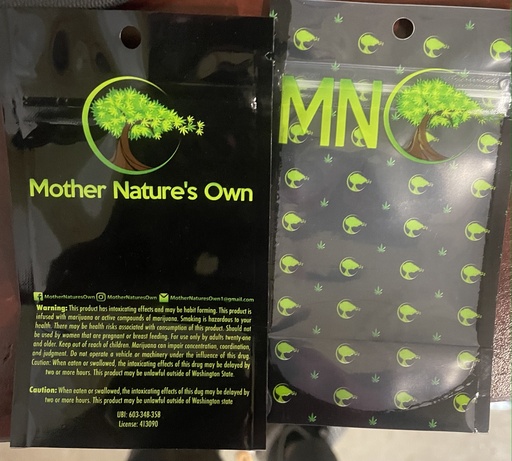 Mother Nature's Own
MotherNaturesOwn MotherNaturesOwn MotherNaturesOwn1@gmail.com
Warning: This product has intoxicating effects and may be habit forming. This product is
infused with marijuana or active compounds of marijuana. Smoking is hazardous to your
health. There may be health risks associated with consumption of this product. Should not
be used by women that are pregnant or breast feeding. For use only by adults twenty-one
and older. Keep out of reach of children. Marijuana can impair concentration, coordination,
and judgment. Do not operate a vehicle or machinery under the influence of this drug.
Caution: When eaten or swallowed, the intoxicating effects of this drug may be delayed by
two or more hours. This product may be unlawful outside of Washington State.
Caution: When eaten or swallowed, the intoxicating effects of this dug may be delayed by
two or more hours. This product may be unlawful outside of Washington state
UBI: 603-348-358
License: 413090
MNO